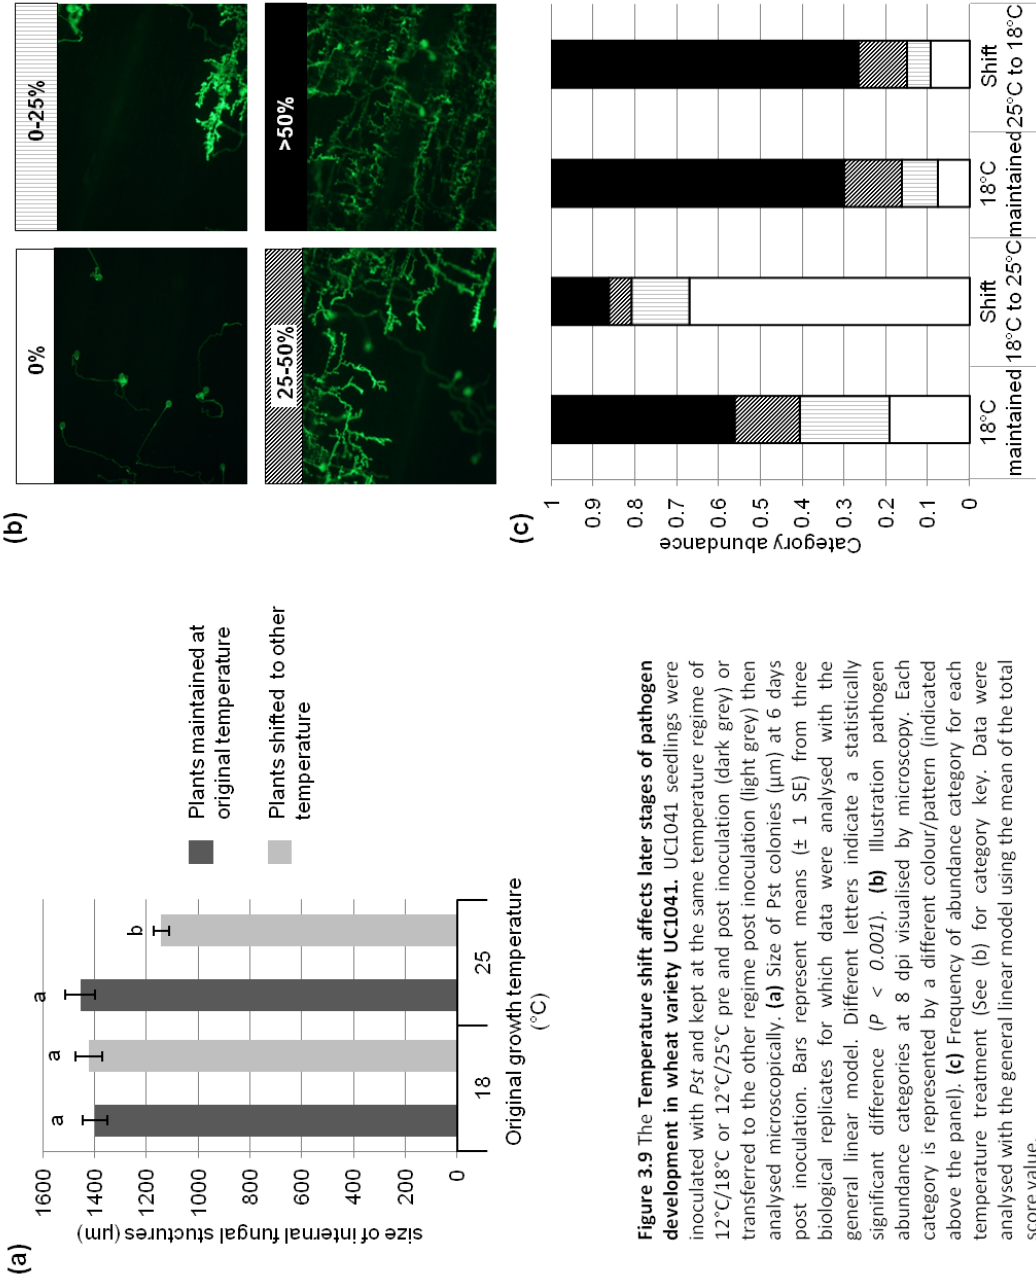 (a)
size of internal fungal stuctures (µm)
1600
1400
1200
1000
800
600
400
200
0
a
a
a
b
18
25
Original growth temperature
(°C)
Plants maintained at
original temperature
Plants shifted to other
temperature
(b)
0%
0-25%
25-50%
>50%
(c)
Category abundance
1
0.9
0.8
0.7
0.6
0.5
0.4
0.3
0.2
0.1
0
18°C
maintained
Shift
18°C to 25°C
18°C
maintained
Shift
25°C to 18°C
Figure 3.9 The Temperature shift affects later stages of pathogen
development in wheat variety UC1041. UC1041 seedlings were
inoculated with Pst and kept at the same temperature regime of
12°C/18°C or 12°C/25°C pre and post inoculation (dark grey) or
transferred to the other regime post inoculation (light grey) then
analysed microscopically. (a) Size of Pst colonies (µm) at 6 days
post inoculation. Bars represent means (± 1 SE) from three
biological replicates for which data were analysed with the
general linear model. Different letters indicate a statistically
significant difference (P < 0.001). (b) Illustration pathogen
abundance categories at 8 dpi visualised by microscopy. Each
category is represented by a different colour/pattern (indicated
above the panel). (c) Frequency of abundance category for each
temperature treatment (See (b) for category key. Data were
analysed with the general linear model using the mean of the total
score value.